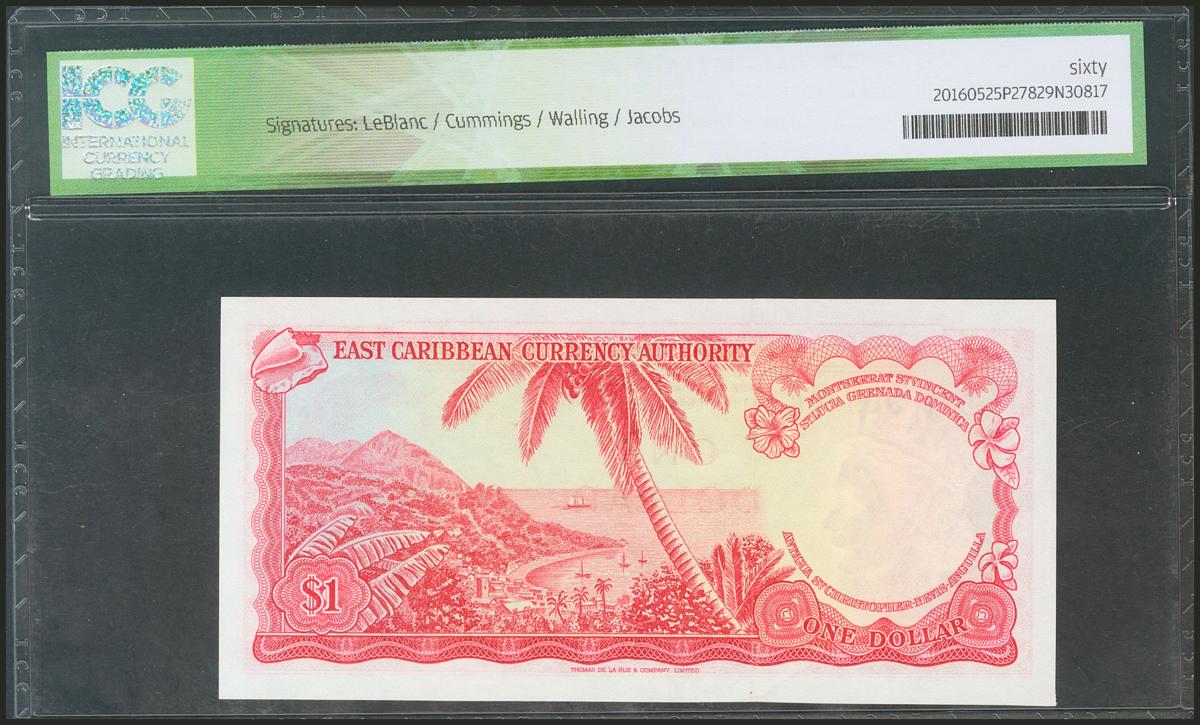 ICG
INTERNATIONAL
CURRENCY
GRADING
Signatures: LeBlanc / Cummings / Walling / Jacobs
sixty
20160525P27829N30817
EAST CARIBBEAN CURRENCY AUTHORITY
MONTSERRAT ST VINCENT
ST LUCIA GRENADA DOMINICA
ANTIGUA ST CHRISTOPHER-NEVIS-ANGUILLA
$1
ONE DOLLAR
THOMAS DE LA RUE & COMPANY, LIMITED.